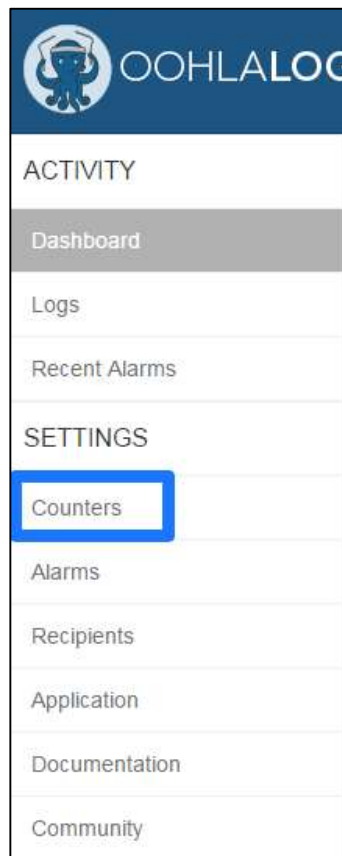 OOHLALOG
ACTIVITY
Dashboard
Logs
Recent Alarms
SETTINGS
Counters
Alarms
Recipients
Application
Documentation
Community